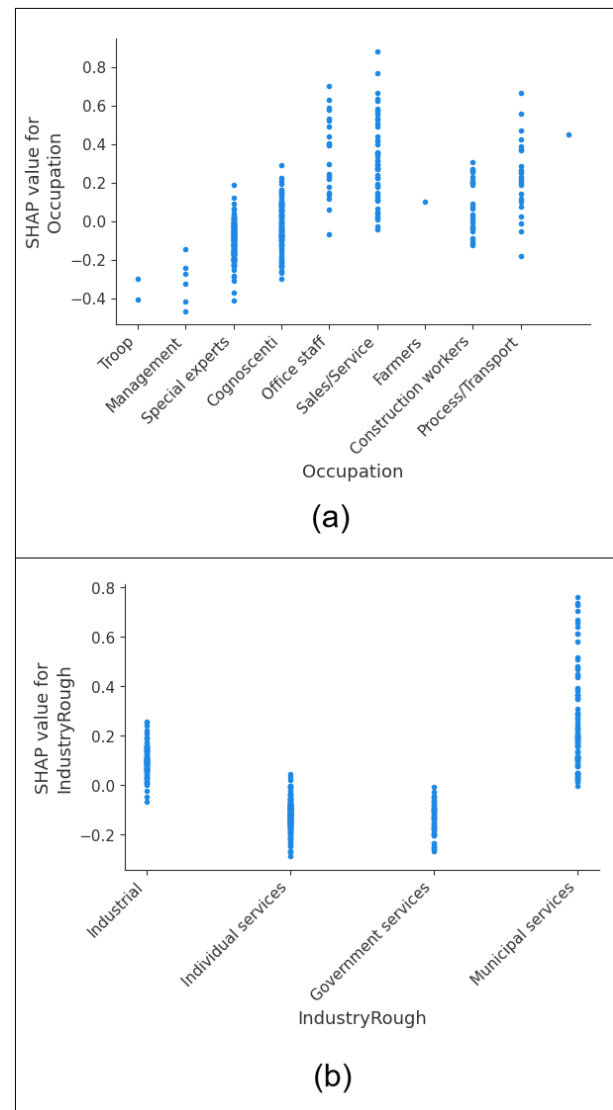 0.8
0.6
0.4
0.2
0.0
−0.2
−0.4
SHAP value for
Occupation
Troop
Management
Special experts
Cognoscenti
Office staff
Sales/Service
Farmers
Construction workers
Process/Transport
Occupation
(a)
0.8
0.6
0.4
0.2
0.0
−0.2
SHAP value for
IndustryRough
Industrial
Individual services
Government services
Municipal services
IndustryRough
(b)